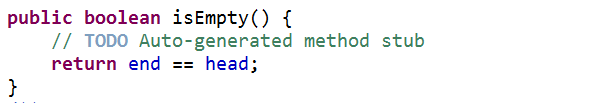 public boolean isEmpty() {
    // TODO Auto-generated method stub
    return end == head;
}